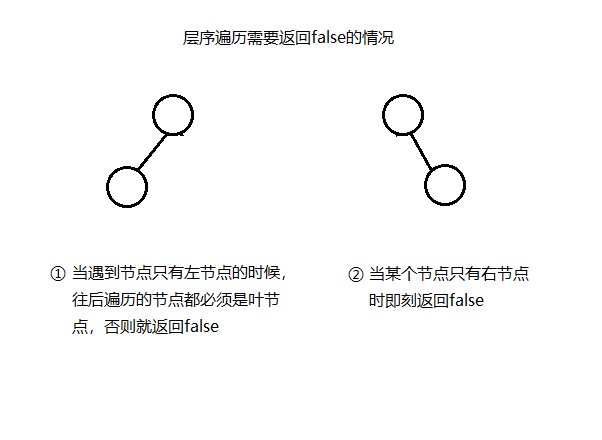 层序遍历需要返回false的情况
① 当遇到节点只有左节点的时候，
往后遍历的节点都必须是叶节
点，否则就返回false
② 当某个节点只有右节点
时即刻返回false